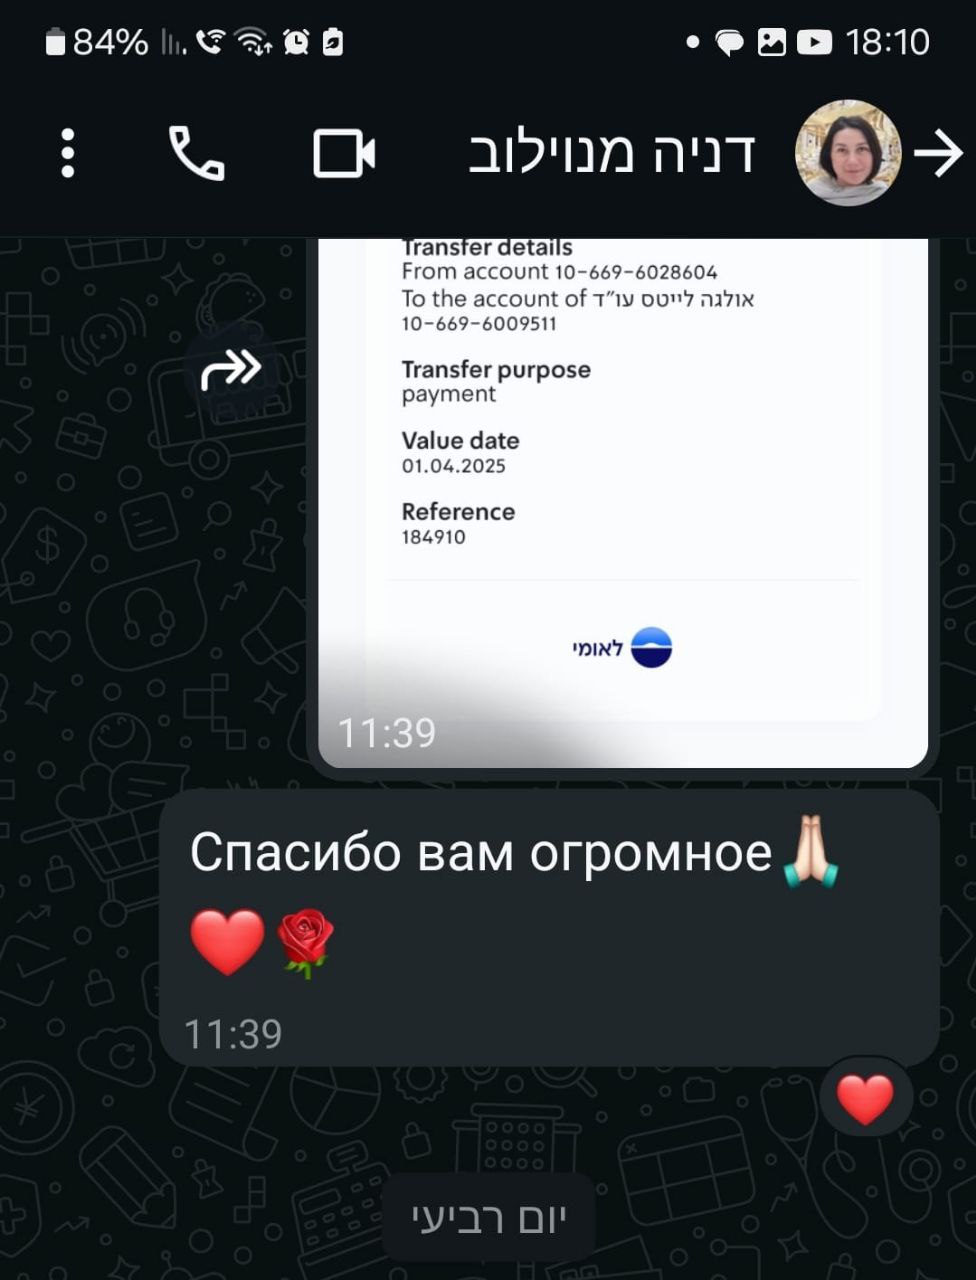 84%
18:10
דניה מנוילוב
Transfer details
From account 10-669-6028604
To the account of אולגה לייטס עו״ד
10-669-6009511
Transfer purpose
payment
Value date
01.04.2025
Reference
184910
לאומי
11:39
Спасибо вам огромное🙏🏻
❤️🌹
11:39
❤️
יום רביעי